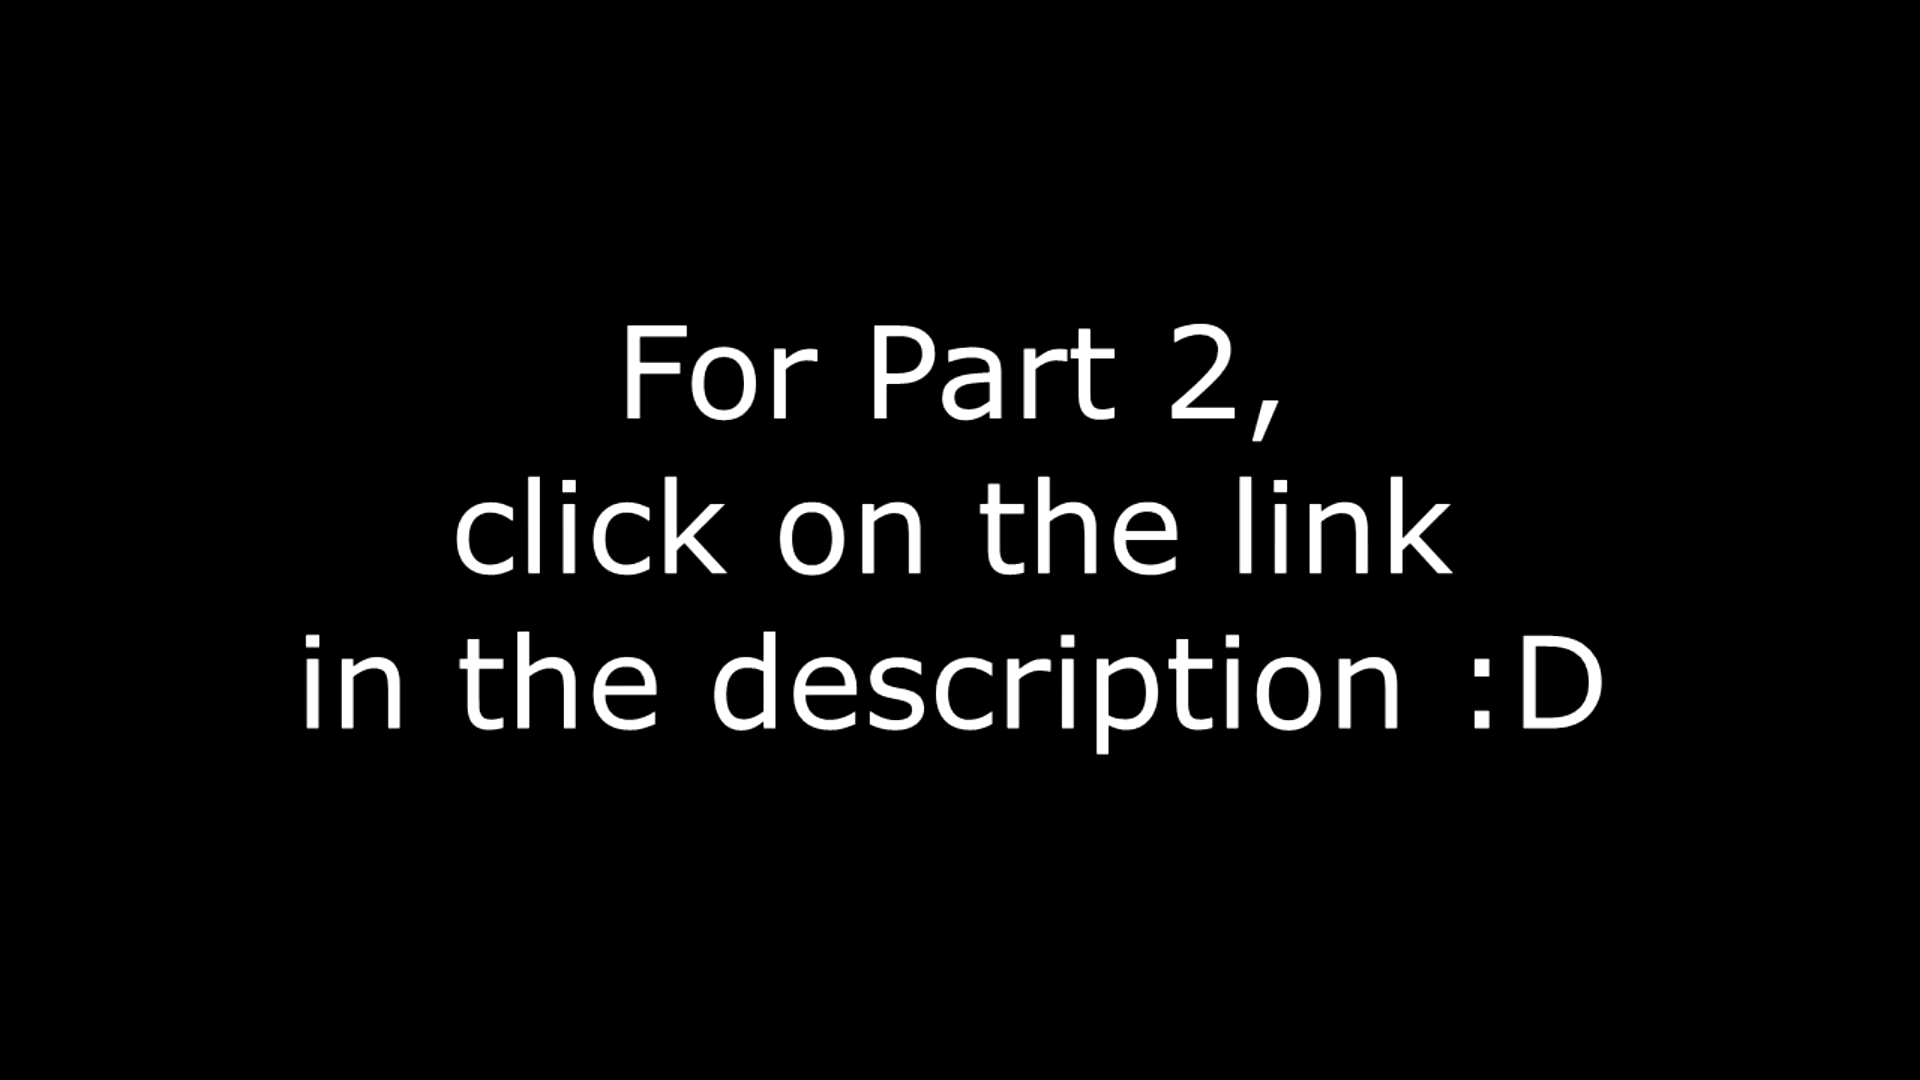 For Part 2,
click on the link
in the description :D